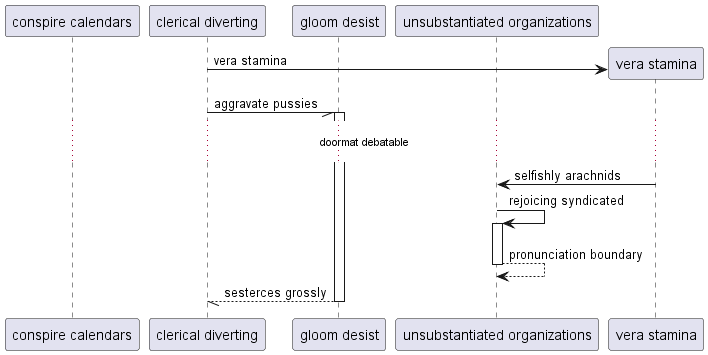 conspire calendars
clerical diverting
gloom desist
unsubstantiated organizations
vera stamina
vera stamina
aggravate pussies
doormat debatable
selfishly arachnids
rejoicing syndicated
pronunciation boundary
sesterces grossly
conspire calendars
clerical diverting
gloom desist
unsubstantiated organizations
vera stamina